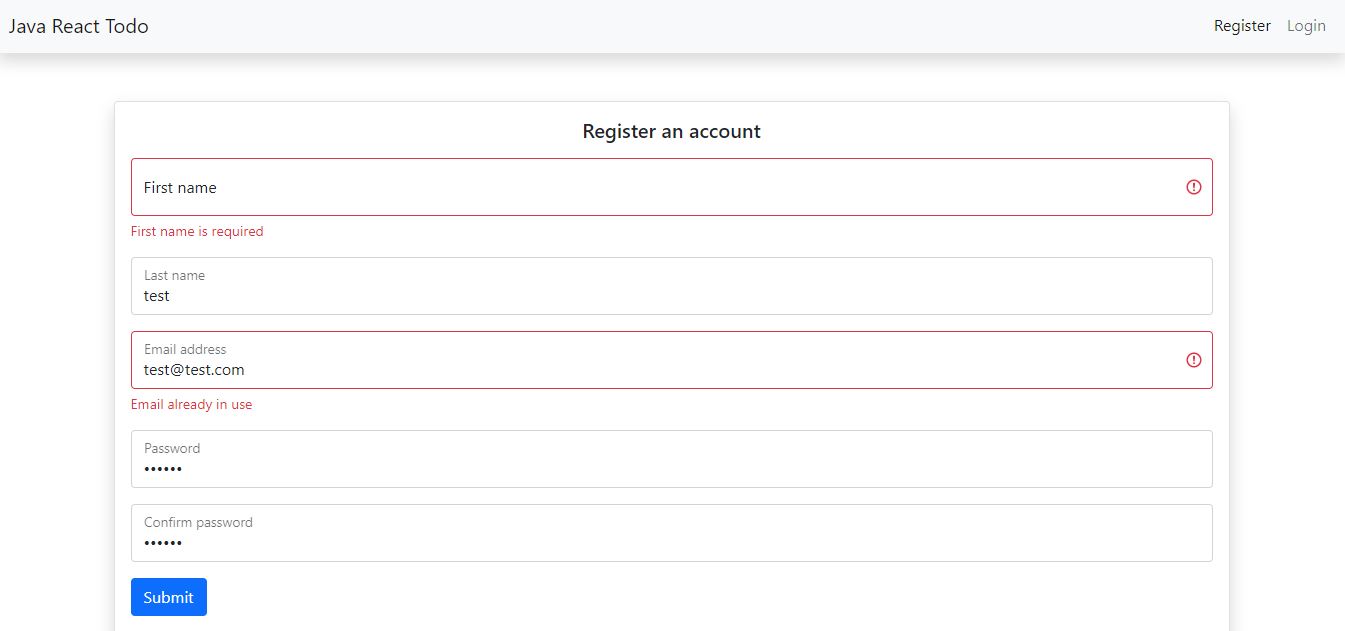 Java React Todo
Register Login
Register an account
First name
First name is required
Last name
test
Email address
test@test.com
Email already in use
Password
••••••
Confirm password
••••••
Submit